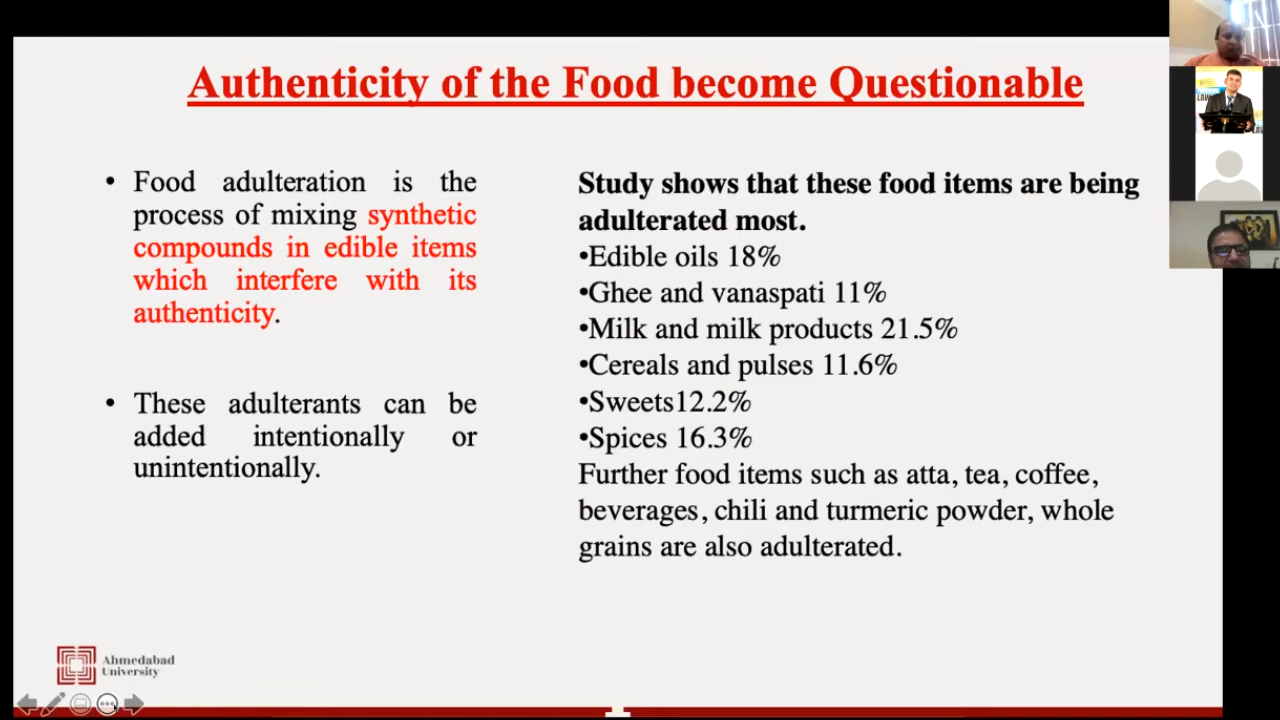 Authenticity of the Food become Questionable
• Food adulteration is the
process of mixing synthetic
compounds in edible items
which interfere with its
authenticity.
• These adulterants can be
added intentionally or
unintentionally.
Study shows that these food items are being
adulterated most.
•Edible oils 18%
•Ghee and vanaspati 11%
•Milk and milk products 21.5%
•Cereals and pulses 11.6%
•Sweets12.2%
•Spices 16.3%
Further food items such as atta, tea, coffee,
beverages, chili and turmeric powder, whole
grains are also adulterated.
Ahmedabad
University
LAW